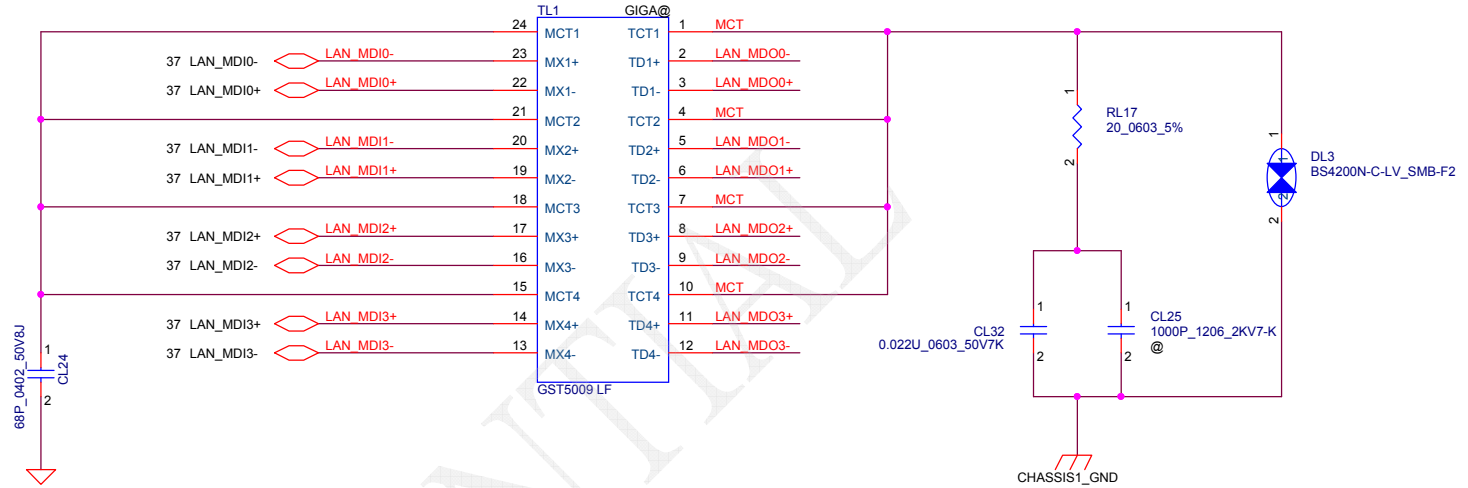 TL1 GIGA@
24 MCT1 TCT1 1 MCT
37 LAN_MDI0- LAN_MDI0- 23 MX1+ TD1+ 2 LAN_MDO0-
37 LAN_MDI0+ LAN_MDI0+ 22 MX1- TD1- 3 LAN_MDO0+
21 MCT2 TCT2 4 MCT
37 LAN_MDI1- LAN_MDI1- 20 MX2+ TD2+ 5 LAN_MDO1-
37 LAN_MDI1+ LAN_MDI1+ 19 MX2- TD2- 6 LAN_MDO1+
18 MCT3 TCT3 7 MCT
37 LAN_MDI2+ LAN_MDI2+ 17 MX3+ TD3+ 8 LAN_MDO2+
37 LAN_MDI2- LAN_MDI2- 16 MX3- TD3- 9 LAN_MDO2-
15 MCT4 TCT4 10 MCT
37 LAN_MDI3+ LAN_MDI3+ 14 MX4+ TD4+ 11 LAN_MDO3+
37 LAN_MDI3- LAN_MDI3- 13 MX4- TD4- 12 LAN_MDO3-
GST5009 LF
68P_0402_50V8J
CL24
1
2
1
RL17
20_0603_5%
2
1
DL3
BS4200N-C-LV_SMB-F2
1
2
2
1
CL32
0.022U_0603_50V7K
2
1
CL25
1000P_1206_2KV7-K
@
2
CHASSIS1_GND
NTIAL